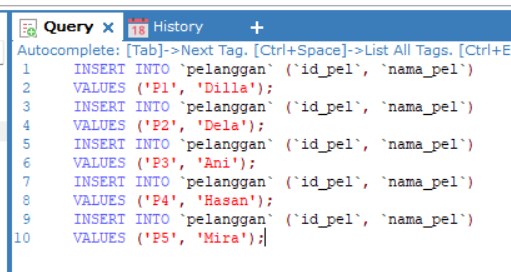 Query × 18 History +
Autocomplete: [Tab]->Next Tag. [Ctrl+Space]->List All Tags. [Ctrl+E
1 INSERT INTO `pelanggan` (`id_pel`, `nama_pel`)
2 VALUES ('P1', 'Dilla');
3 INSERT INTO `pelanggan` (`id_pel`, `nama_pel`)
4 VALUES ('P2', 'Dela');
5 INSERT INTO `pelanggan` (`id_pel`, `nama_pel`)
6 VALUES ('P3', 'Ani');
7 INSERT INTO `pelanggan` (`id_pel`, `nama_pel`)
8 VALUES ('P4', 'Hasan');
9 INSERT INTO `pelanggan` (`id_pel`, `nama_pel`)
10 VALUES ('P5', 'Mira');